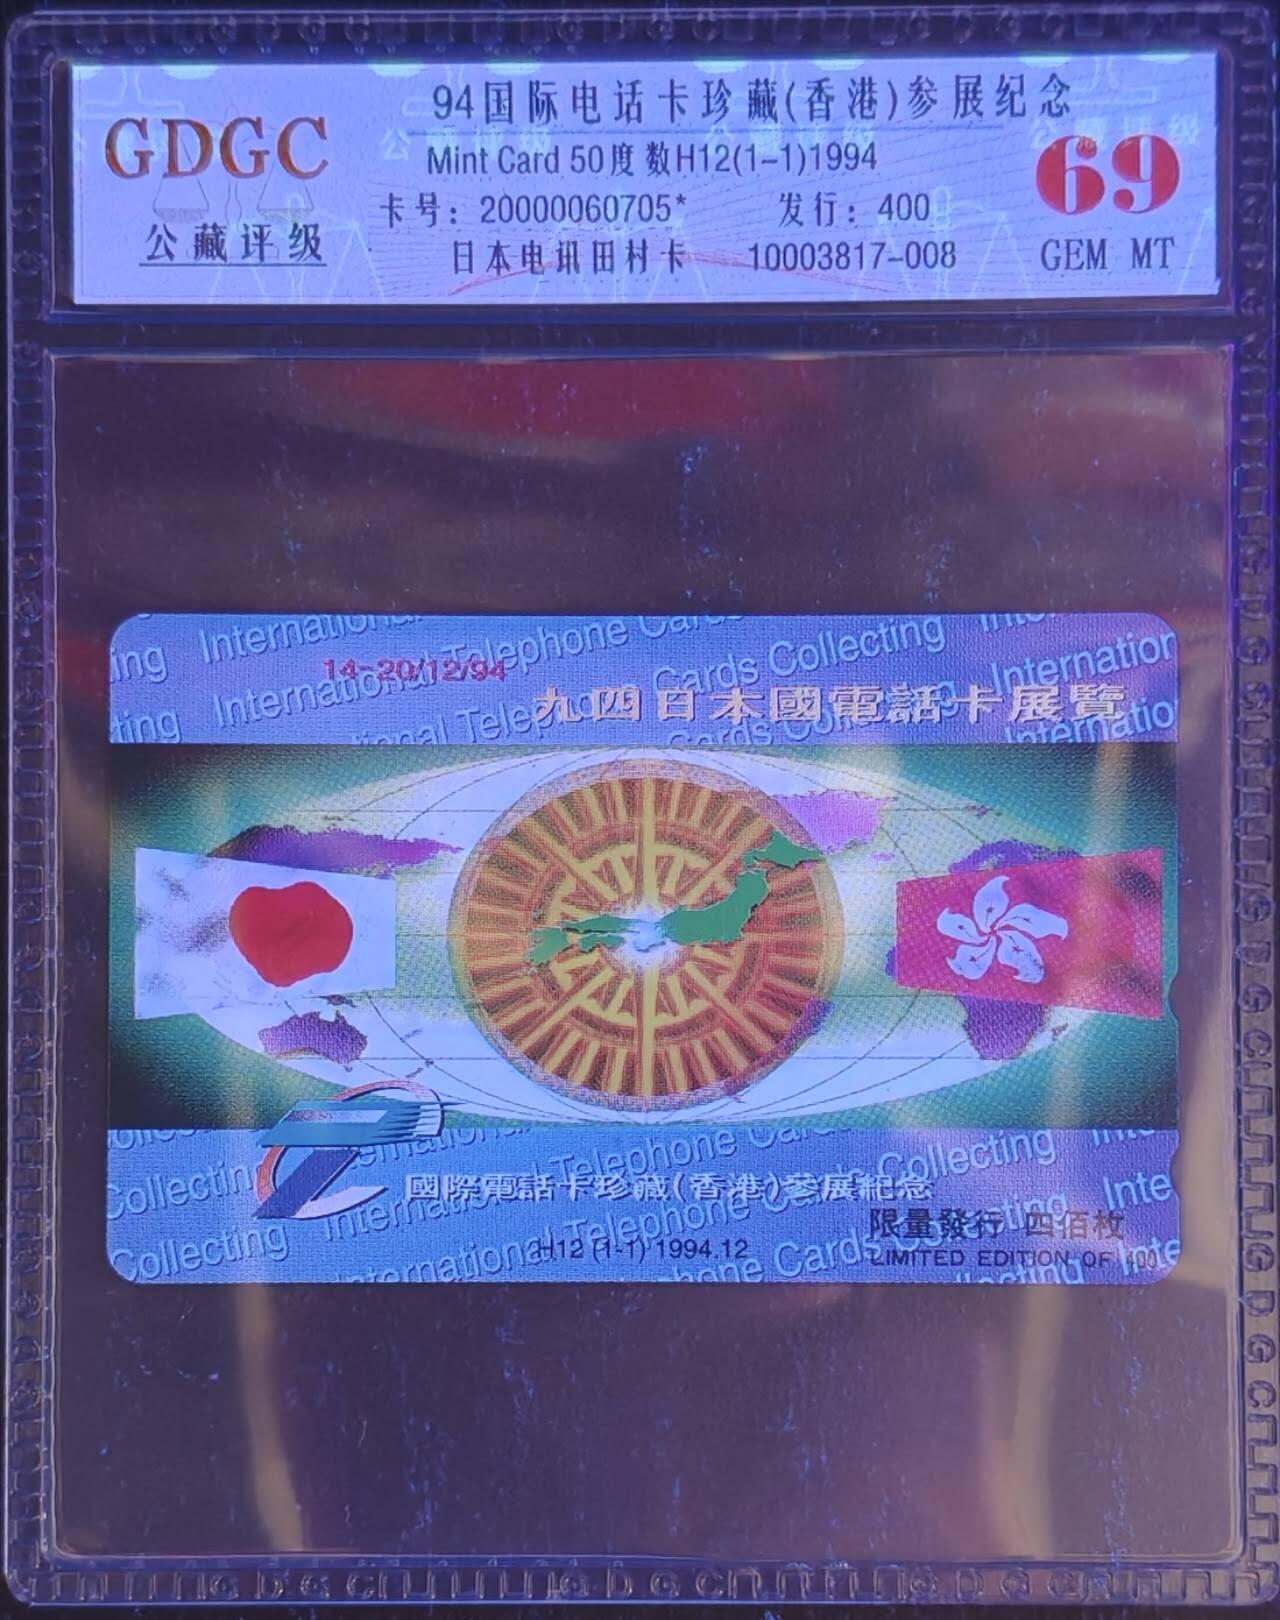 94国际电话卡珍藏(香港)参展纪念
GDGC
Mint Card 50度数H12(1-1)1994
69
卡号: 20000060705* 发行: 400
公藏评级
日本电讯田村卡 10003817-008
GEM MT
14-20/12/94
九四日本國電話卡展覽
International Telephone Cards Collecting
國際電話卡珍藏(香港)參展紀念
限量發行 四佰枚
H12 (1-1) 1994.12
LIMITED EDITION OF 400